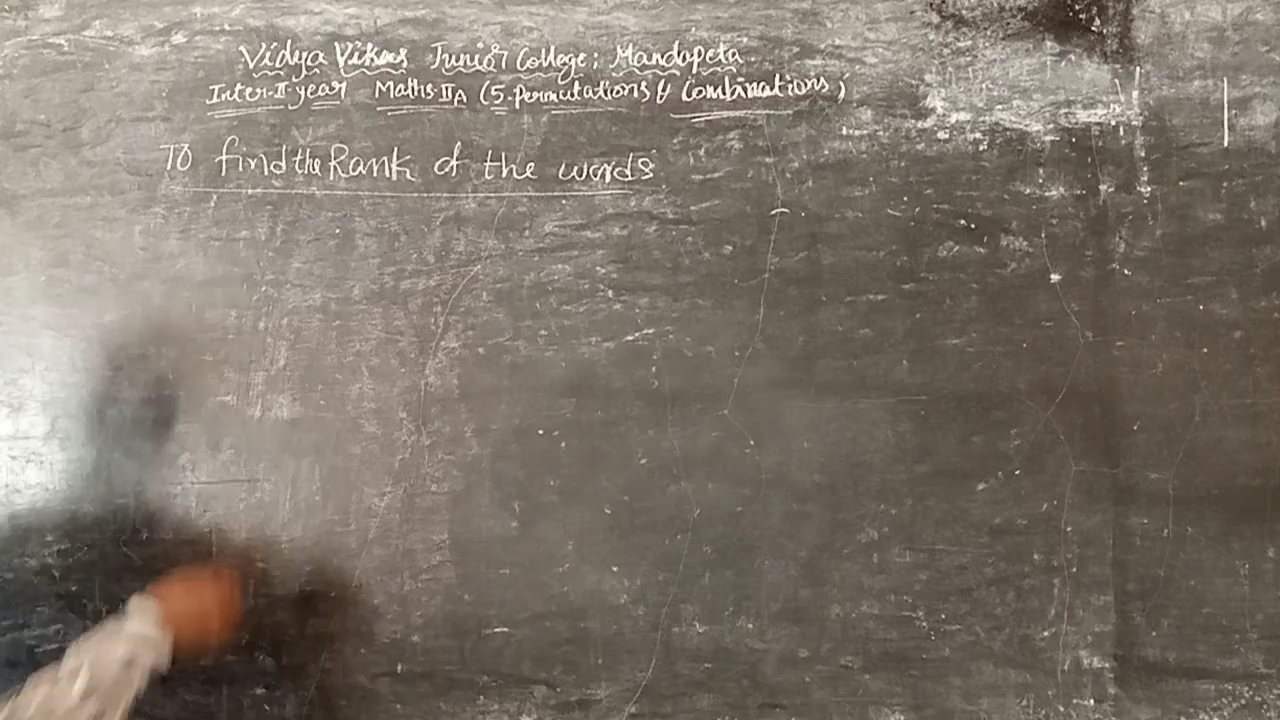 Vidya Vikas Junior College; Mandapeta
Inter-II-year Maths-IIA (5. Permutations & Combinations)
To find the Rank of the words